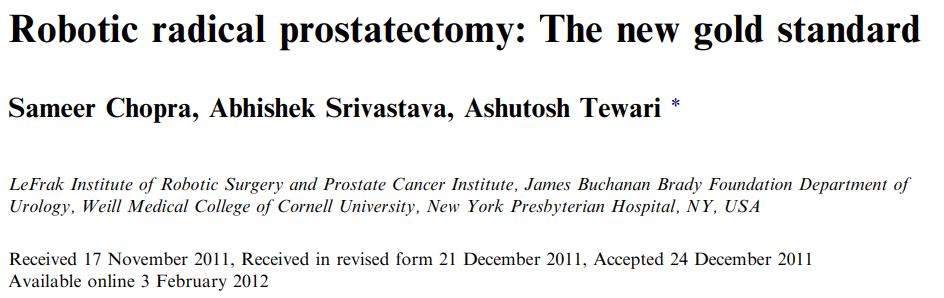 Robotic radical prostatectomy: The new gold standard
Sameer Chopra, Abhishek Srivastava, Ashutosh Tewari *
LeFrak Institute of Robotic Surgery and Prostate Cancer Institute, James Buchanan Brady Foundation Department of
Urology, Weill Medical College of Cornell University, New York Presbyterian Hospital, NY, USA
Received 17 November 2011, Received in revised form 21 December 2011, Accepted 24 December 2011
Available online 3 February 2012